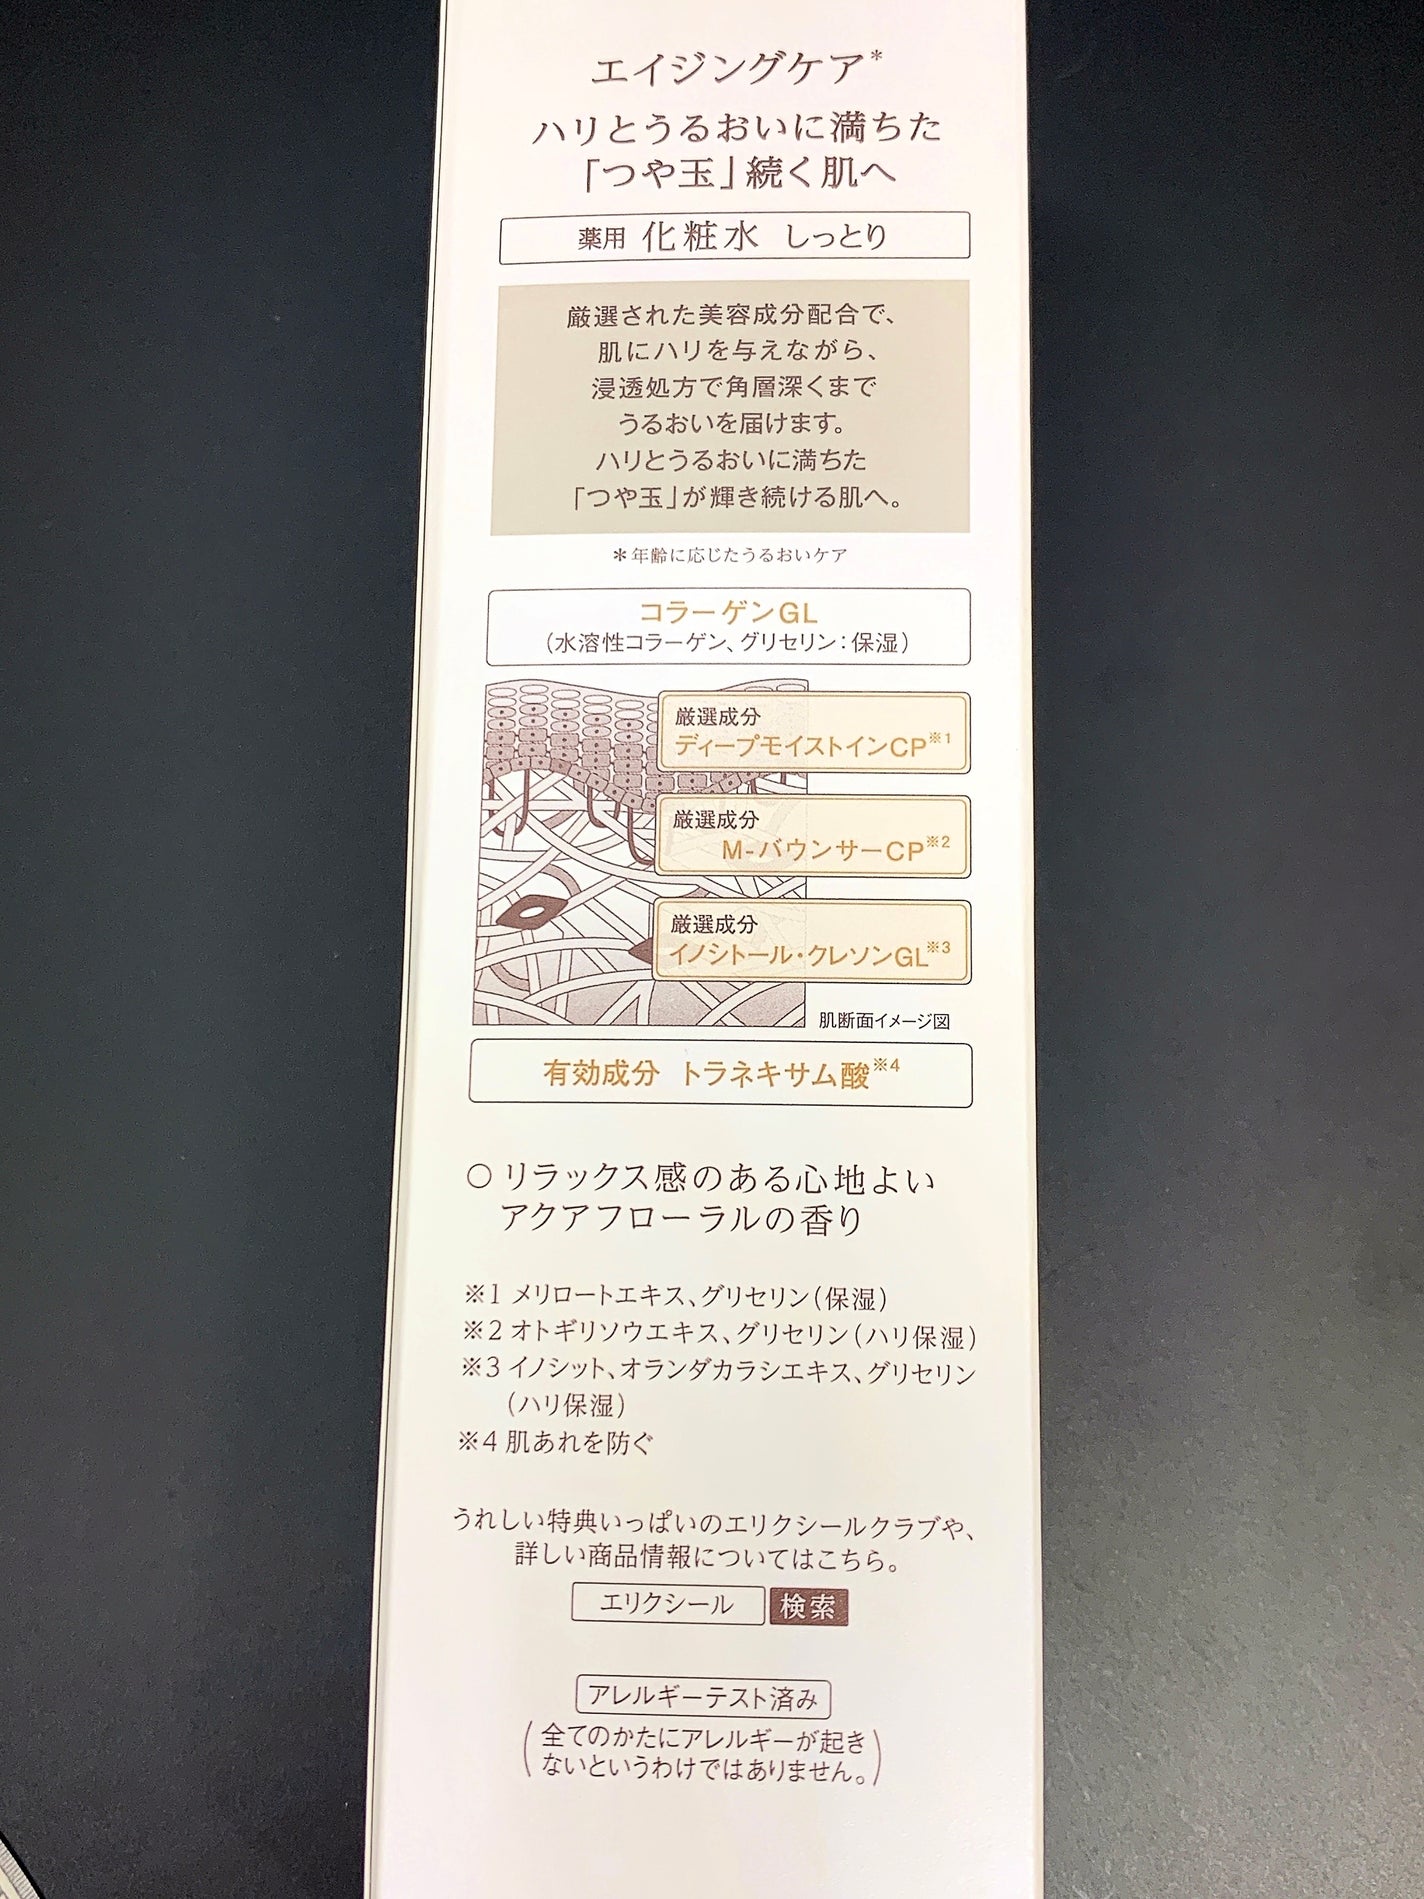 エイジングケア*
ハリとうるおいに満ちた
「つや玉」続く肌へ
薬用 化粧水 しっとり
厳選された美容成分配合で、
肌にハリを与えながら、
浸透処方で角層深くまで
うるおいを届けます。
ハリとうるおいに満ちた
「つや玉」が輝き続ける肌へ。
*年齢に応じたうるおいケア
コラーゲンGL
(水溶性コラーゲン、グリセリン:保湿)
厳選成分
ディープモイストインCP※1
厳選成分
M-バウンサーCP※2
厳選成分
イノシトール・クレソンGL※3
肌断面イメージ図
有効成分 トラネキサム酸※4
○リラックス感のある心地よい
アクアフローラルの香り
※1 メリロートエキス、グリセリン(保湿)
※2 オトギリソウエキス、グリセリン(ハリ保湿)
※3 イノシット、オランダカラシエキス、グリセリン
(ハリ保湿)
※4 肌あれを防ぐ
うれしい特典いっぱいのエリクシールクラブや、
詳しい商品情報についてはこちら。
エリクシール 検索
アレルギーテスト済み
(全てのかたにアレルギーが起き
ないというわけではありません。)